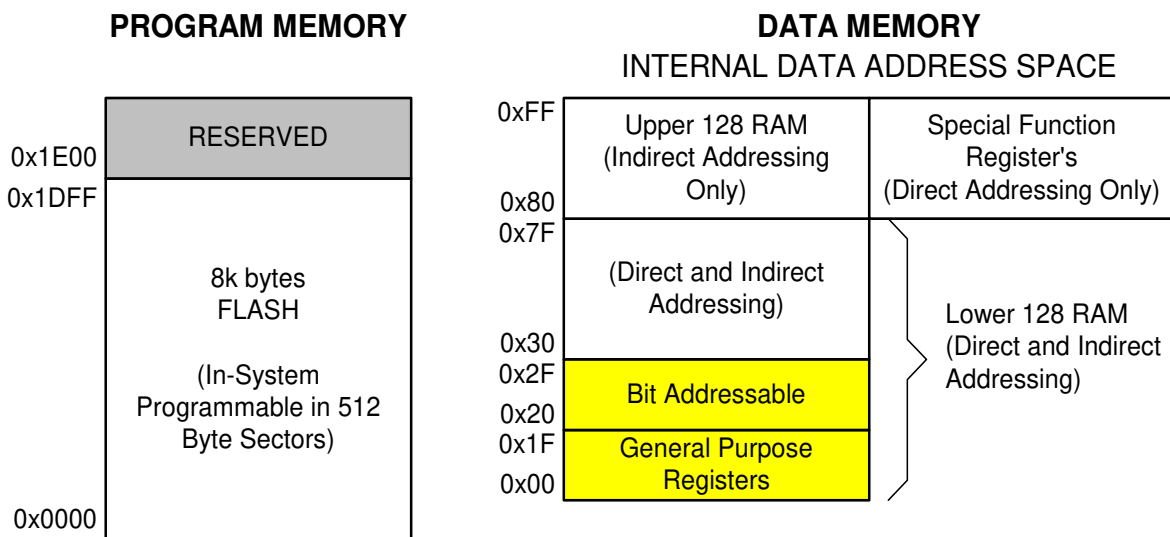 PROGRAM MEMORY
RESERVED
0x1E00
0x1DFF
8k bytes
FLASH
(In-System
Programmable in 512
Byte Sectors)
0x0000
DATA MEMORY
INTERNAL DATA ADDRESS SPACE
0xFF
Upper 128 RAM
(Indirect Addressing
Only)
0x80
Special Function
Register's
(Direct Addressing Only)
0x7F
(Direct and Indirect
Addressing)
0x30
0x2F
Bit Addressable
0x20
0x1F
General Purpose
Registers
0x00
Lower 128 RAM
(Direct and Indirect
Addressing)